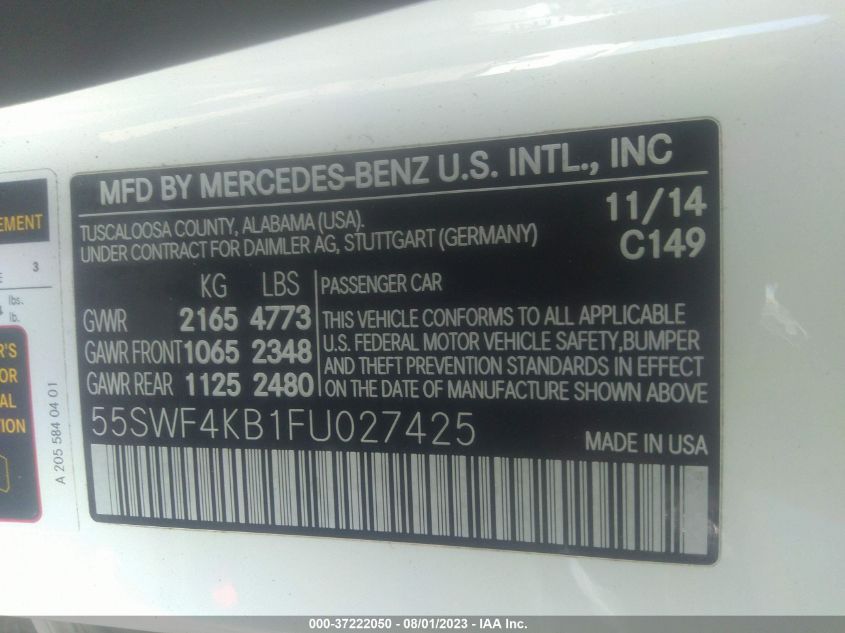 MFD BY MERCEDES-BENZ U.S. INTL., INC
TUSCALOOSA COUNTY, ALABAMA (USA).
UNDER CONTRACT FOR DAIMLER AG, STUTTGART (GERMANY)
11/14
C149
KG LBS
GVWR 2165 4773
GAWR FRONT 1065 2348
GAWR REAR 1125 2480
PASSENGER CAR
THIS VEHICLE CONFORMS TO ALL APPLICABLE
U.S. FEDERAL MOTOR VEHICLE SAFETY, BUMPER
AND THEFT PREVENTION STANDARDS IN EFFECT
ON THE DATE OF MANUFACTURE SHOWN ABOVE
55SWF4KB1FU027425
MADE IN USA
EMENT
E 3
lbs.
lb.
R'S
OR
AL
TION
A 205 584 04 01
000-37222050 - 08/01/2023 - IAA Inc.